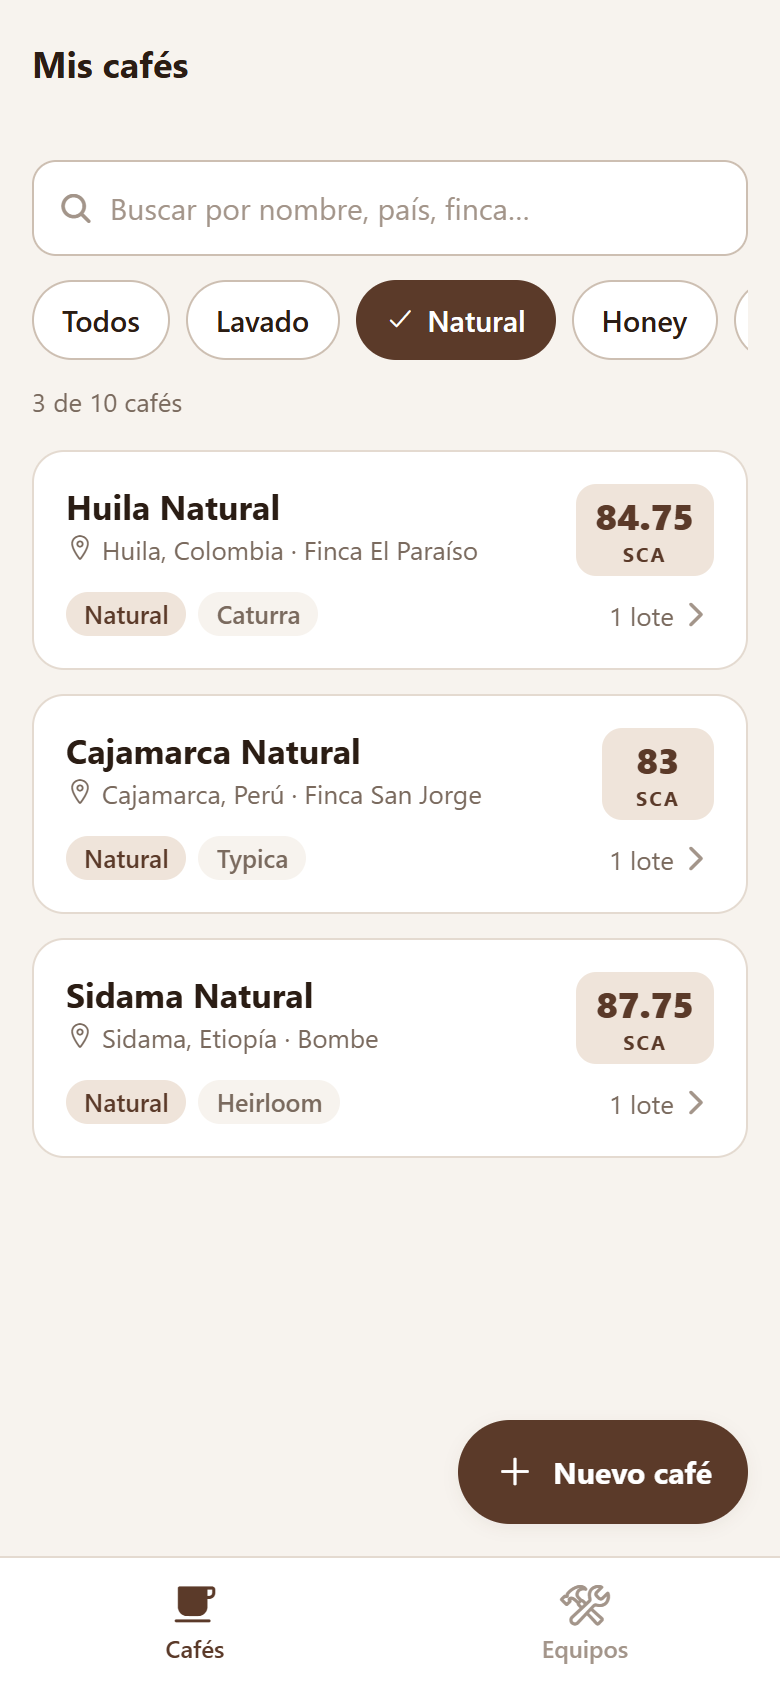 Mis cafés
Buscar por nombre, país, finca...
Todos
Lavado
Natural
Honey
3 de 10 cafés
Huila Natural
84.75
SCA
Huila, Colombia · Finca El Paraíso
Natural
Caturra
1 lote
Cajamarca Natural
83
SCA
Cajamarca, Perú · Finca San Jorge
Natural
Typica
1 lote
Sidama Natural
87.75
SCA
Sidama, Etiopía · Bombe
Natural
Heirloom
1 lote
Nuevo café
Cafés
Equipos